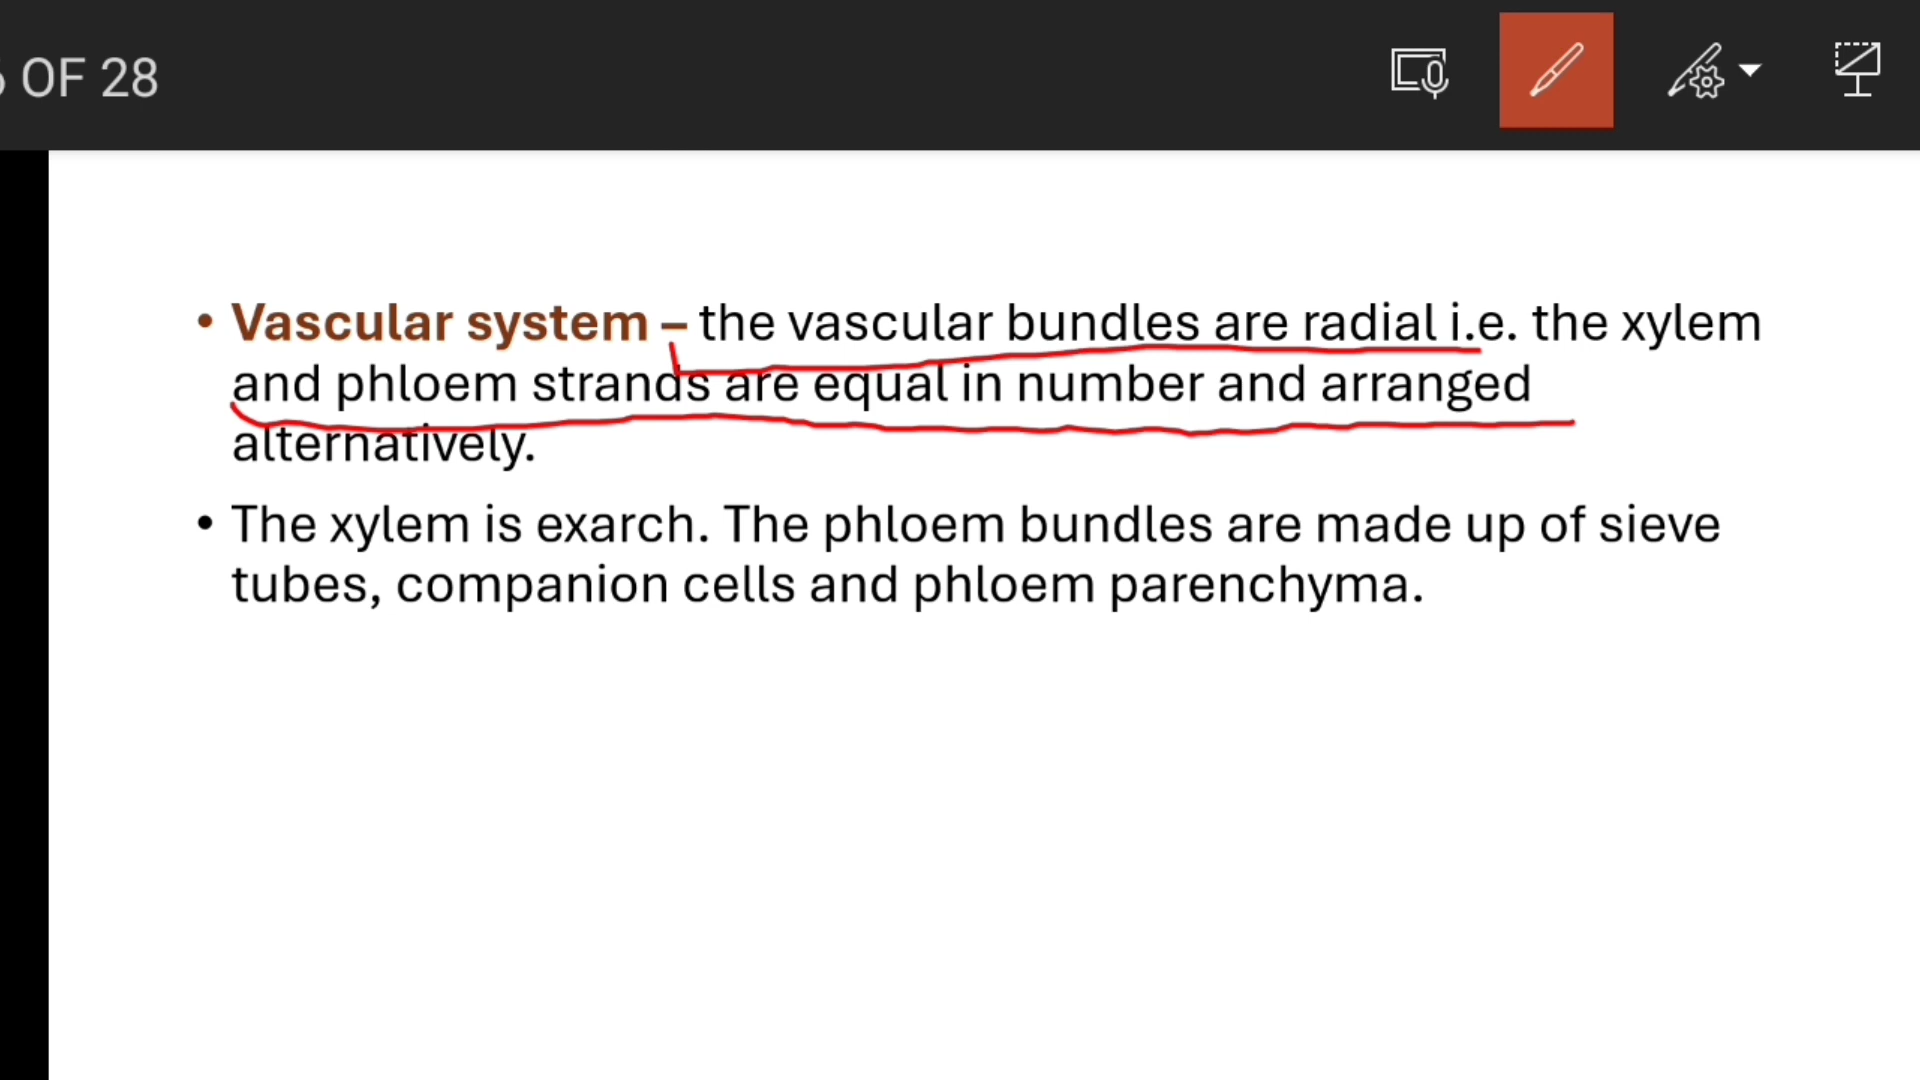 OF 28
• Vascular system – the vascular bundles are radial i.e. the xylem
and phloem strands are equal in number and arranged
alternatively.
• The xylem is exarch. The phloem bundles are made up of sieve
tubes, companion cells and phloem parenchyma.